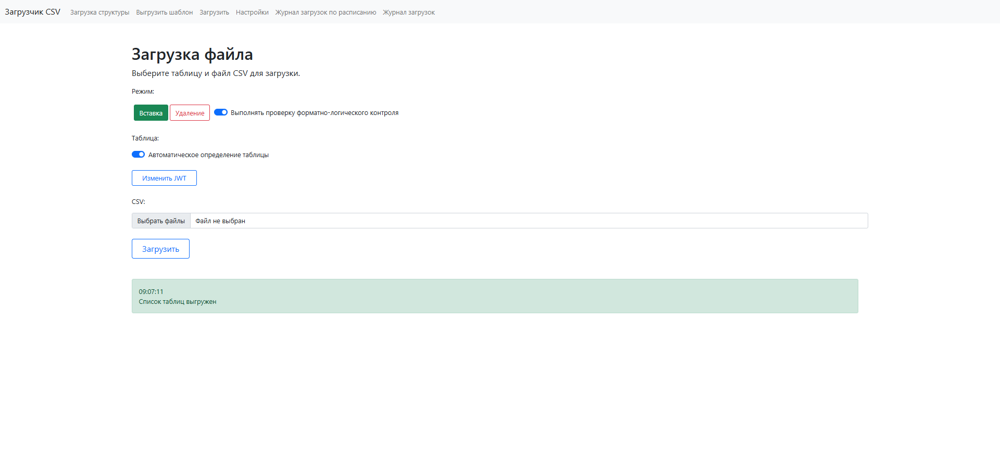 Загрузчик CSV Загрузка структуры Выгрузить шаблон Загрузить Настройки Журнал загрузок по расписанию Журнал загрузок
Загрузка файла
Выберите таблицу и файл CSV для загрузки.
Режим:
Вставка Удаление Выполнять проверку форматно-логического контроля
Таблица:
Автоматическое определение таблицы
Изменить JWT
CSV:
Выбрать файлы Файл не выбран
Загрузить
09:07:11
Список таблиц выгружен